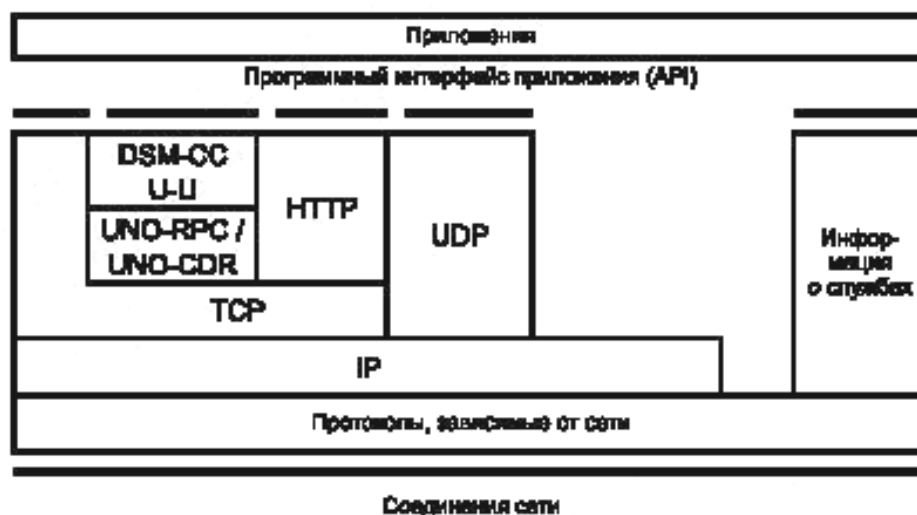 Приложения
Программный интерфейс приложения (API)
DSM-CC
U-U
UNO-RPC /
UNO-CDR
HTTP
UDP
Инфор-
мация
о службах
TCP
IP
Протоколы, зависимые от сети
Соединения сети